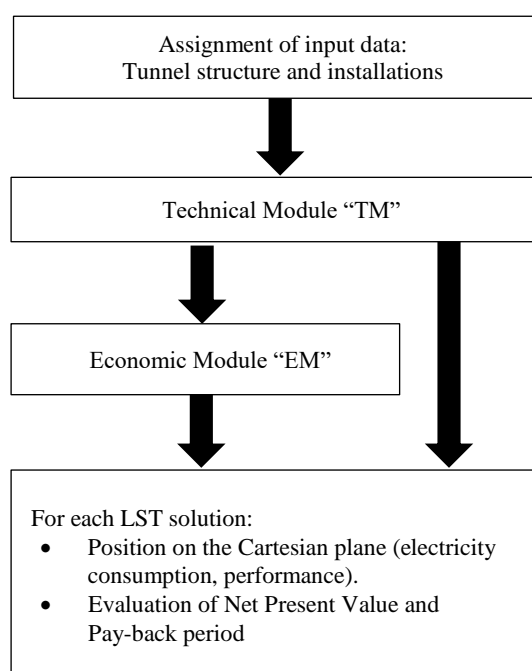 Assignment of input data:
Tunnel structure and installations
Technical Module “TM”
Economic Module “EM”
For each LST solution:
• Position on the Cartesian plane (electricity
consumption, performance).
• Evaluation of Net Present Value and
Pay-back period